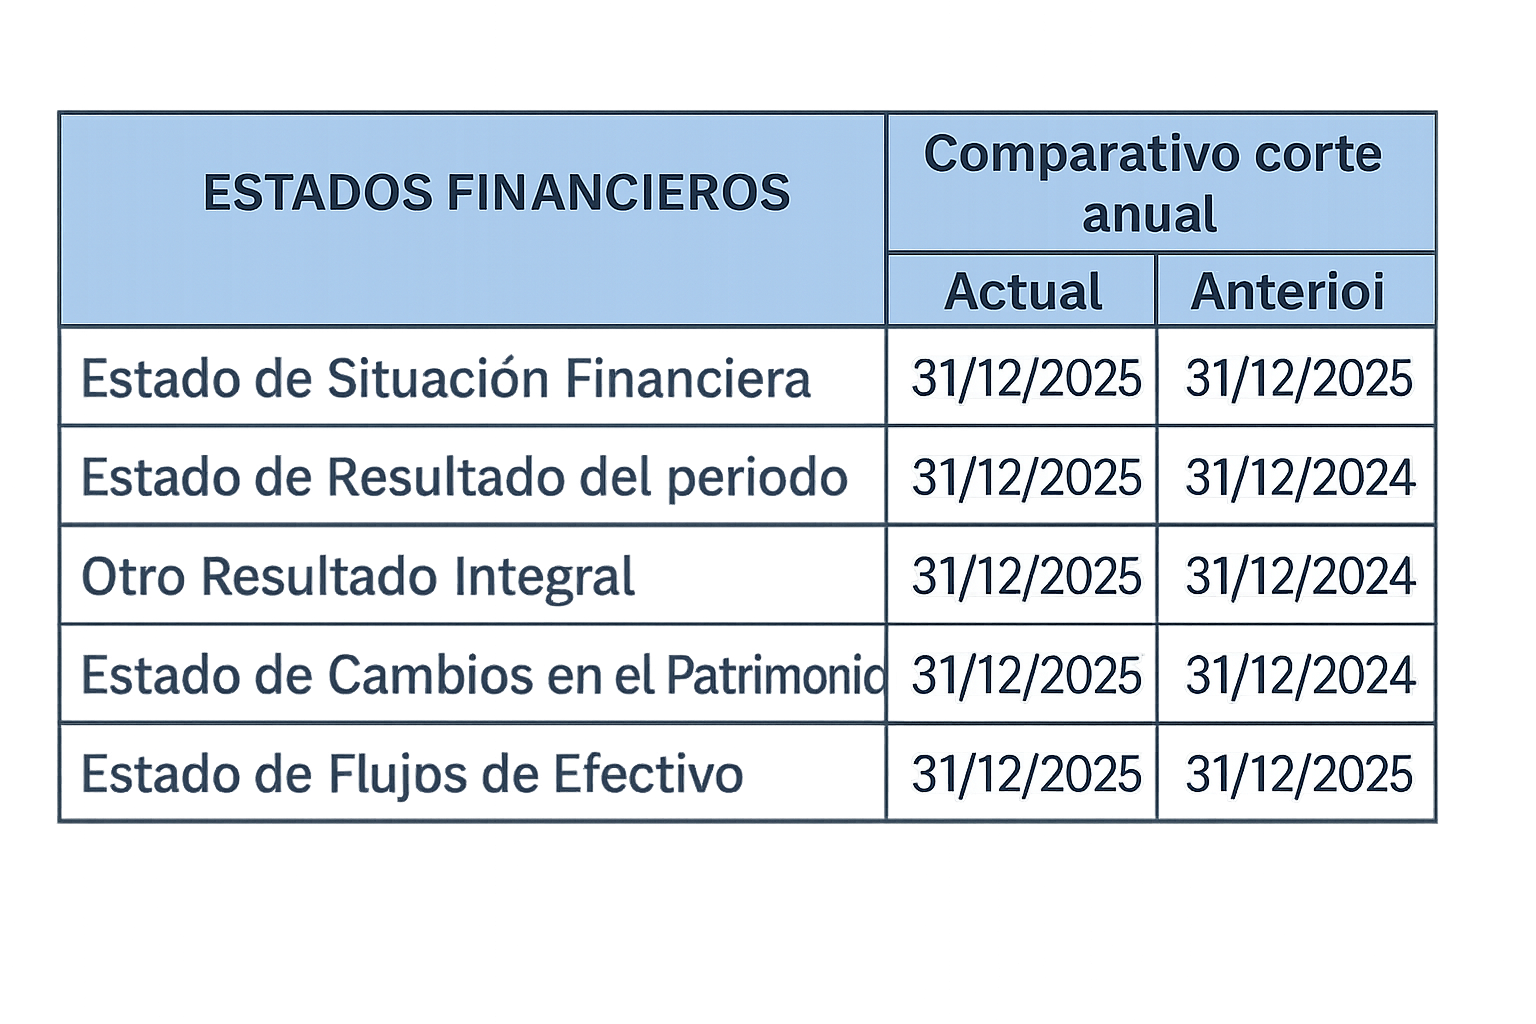 ESTADOS FINANCIEROS
Comparativo corte
anual
Actual Anterioi
Estado de Situación Financiera 31/12/2025 31/12/2025
Estado de Resultado del periodo 31/12/2025 31/12/2024
Otro Resultado Integral 31/12/2025 31/12/2024
Estado de Cambios en el Patrimonio 31/12/2025 31/12/2024
Estado de Flujos de Efectivo 31/12/2025 31/12/2025